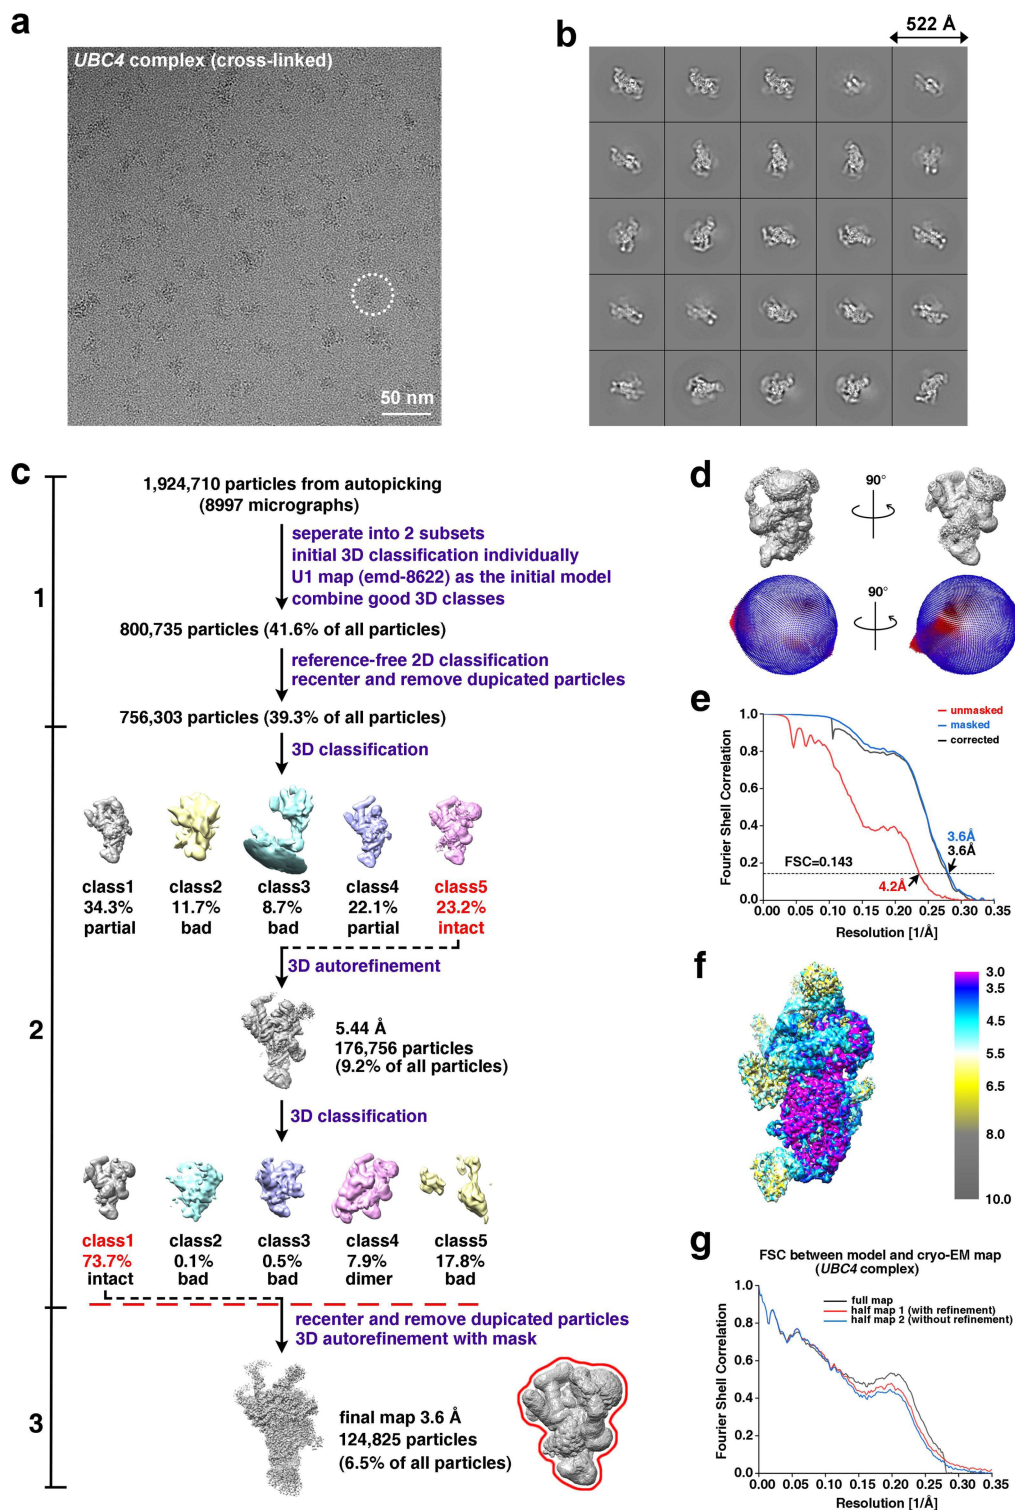 a
UBC4 complex (cross-linked)
50 nm
b
522 Å
c
1
1,924,710 particles from autopicking
(8997 micrographs)
seperate into 2 subsets
initial 3D classification individually
U1 map (emd-8622) as the initial model
combine good 3D classes
800,735 particles (41.6% of all particles)
reference-free 2D classification
recenter and remove dupicated particles
756,303 particles (39.3% of all particles)
2
3D classification
class1 class2 class3 class4 class5
34.3% 11.7% 8.7% 22.1% 23.2%
partial bad bad partial intact
3D autorefinement
5.44 Å
176,756 particles
(9.2% of all particles)
3D classification
class1 class2 class3 class4 class5
73.7% 0.1% 0.5% 7.9% 17.8%
intact bad bad dimer bad
3
recenter and remove dupicated particles
3D autorefinement with mask
final map 3.6 Å
124,825 particles
(6.5% of all particles)
d
90°
90°
e
Fourier Shell Correlation
1.0
0.8
0.6
0.4
0.2
0.0
unmasked
masked
corrected
3.6Å
3.6Å
FSC=0.143
4.2Å
0.00 0.05 0.10 0.15 0.20 0.25 0.30 0.35
Resolution [1/Å]
f
3.0
3.5
4.5
5.5
6.5
8.0
10.0
g
FSC between model and cryo-EM map
(UBC4 complex)
full map
half map 1 (with refinement)
half map 2 (without refinement)
Fourier Shell Correlation
1.0
0.8
0.6
0.4
0.2
0.0
0.00 0.05 0.10 0.15 0.20 0.25 0.30 0.35
Resolution [1/Å]